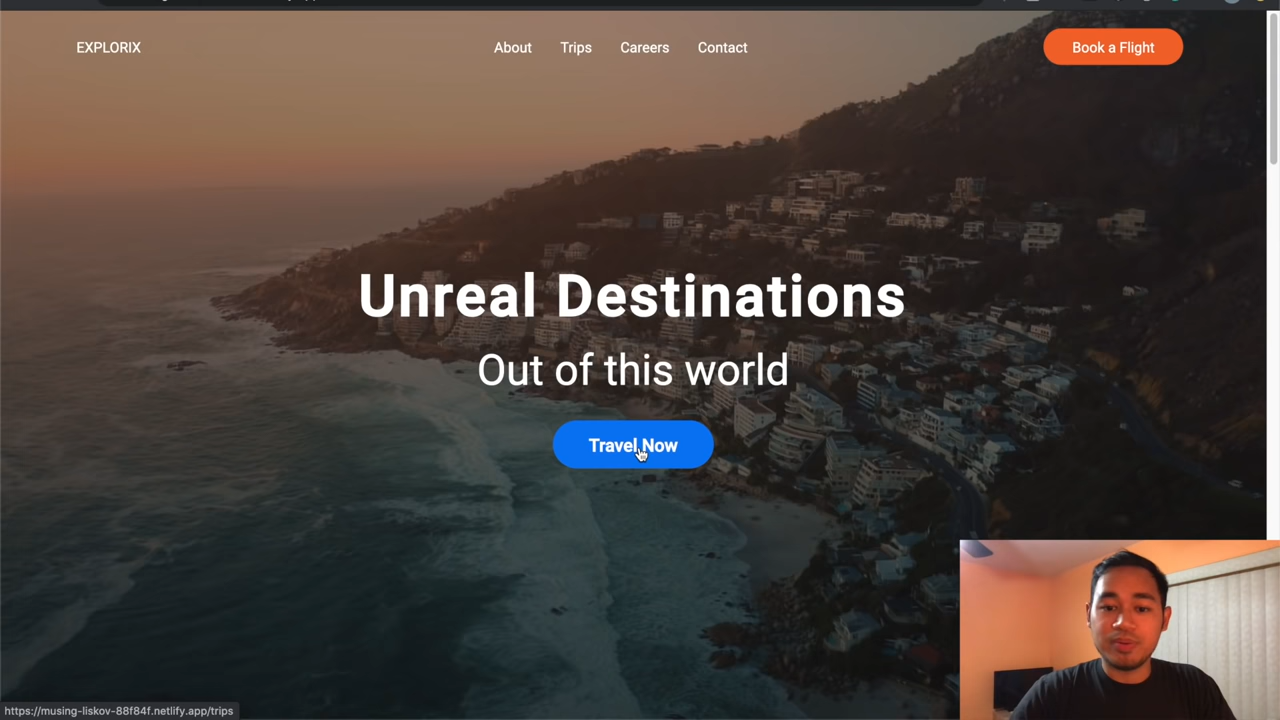 EXPLORIX
About Trips Careers Contact
Book a Flight
Unreal Destinations
Out of this world
Travel Now
https://musing-liskov-88f84f.netlify.app/trips